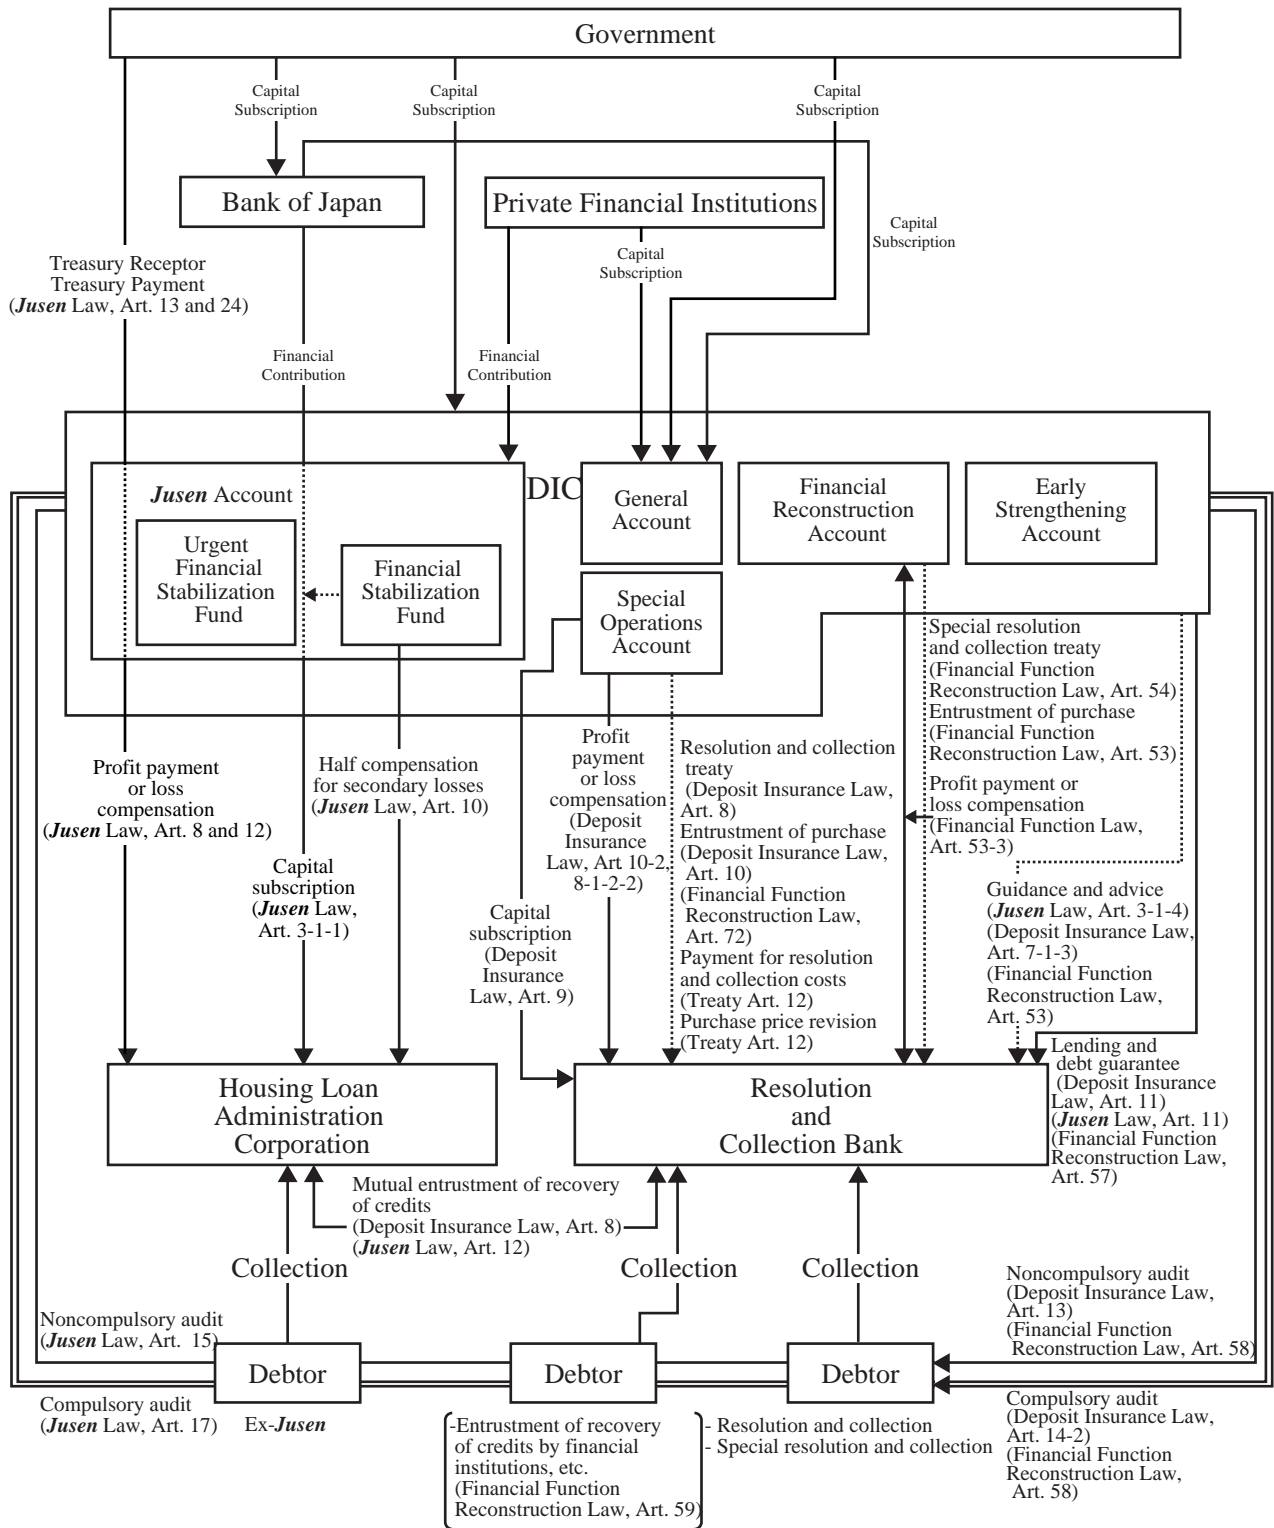 Government
Capital
Subscription
Capital
Subscription
Capital
Subscription
Bank of Japan
Private Financial Institutions
Capital
Subscription
Capital
Subscription
Treasury Receptor
Treasury Payment
(Jusen Law, Art. 13 and 24)
Financial
Contribution
Financial
Contribution
DIC
Jusen Account
Urgent
Financial
Stabilization
Fund
Financial
Stabilization
Fund
General
Account
Financial
Reconstruction
Account
Early
Strengthening
Account
Special
Operations
Account
Special resolution
and collection treaty
(Financial Function
Reconstruction Law, Art. 54)
Entrustment of purchase
(Financial Function
Reconstruction Law, Art. 53)
Profit payment or
loss compensation
(Financial Function Law,
Art. 53-3)
Profit payment
or loss
compensation
(Jusen Law, Art. 8 and 12)
Half compensation
for secondary losses
(Jusen Law, Art. 10)
Profit
payment
or loss
compensation
(Deposit
Insurance
Law, Art. 10-2,
8-1-2-2)
Resolution and collection
treaty
(Deposit Insurance Law,
Art. 8)
Entrustment of purchase
(Deposit Insurance Law,
Art. 10)
(Financial Function
Reconstruction Law,
Art. 72)
Payment for resolution
and collection costs
(Treaty Art. 12)
Purchase price revision
(Treaty Art. 12)
Capital
subscription
(Jusen Law,
Art. 3-1-1)
Capital
subscription
(Deposit
Insurance
Law, Art. 9)
Guidance and advice
(Jusen Law, Art. 3-1-4)
(Deposit Insurance Law,
Art. 7-1-3)
(Financial Function
Reconstruction Law,
Art. 53)
Lending and
debt guarantee
(Deposit Insurance
Law, Art. 11)
(Jusen Law, Art. 11)
(Financial Function
Reconstruction Law,
Art. 57)
Housing Loan
Administration
Corporation
Resolution
and
Collection Bank
Mutual entrustment of recovery
of credits
(Deposit Insurance Law, Art. 8)
(Jusen Law, Art. 12)
Collection
Collection
Collection
Noncompulsory audit
(Jusen Law, Art. 15)
Noncompulsory audit
(Deposit Insurance Law,
Art. 13)
(Financial Function
Reconstruction Law, Art. 58)
Debtor
Debtor
Debtor
Compulsory audit
(Jusen Law, Art. 17)
Ex-Jusen
-Entrustment of recovery
of credits by financial
institutions, etc.
(Financial Function
Reconstruction Law, Art. 59)
- Resolution and collection
- Special resolution and collection
Compulsory audit
(Deposit Insurance Law,
Art. 14-2)
(Financial Function
Reconstruction Law,
Art. 58)